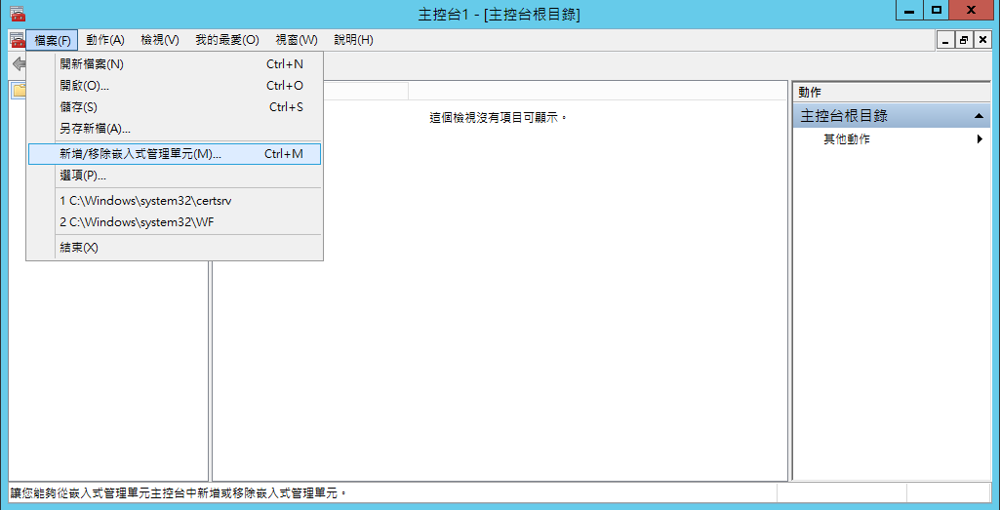 主控台1 - [主控台根目錄]
檔案(F) 動作(A) 檢視(V) 我的最愛(O) 視窗(W) 說明(H)
開新檔案(N) Ctrl+N
開啟(O)... Ctrl+O
儲存(S) Ctrl+S
另存新檔(A)...
新增/移除嵌入式管理單元(M)... Ctrl+M
選項(P)...
1 C:\Windows\system32\certsrv
2 C:\Windows\system32\WF
結束(X)
這個檢視沒有項目可顯示。
動作
主控台根目錄
其他動作
讓您能夠從嵌入式管理單元主控台中新增或移除嵌入式管理單元。